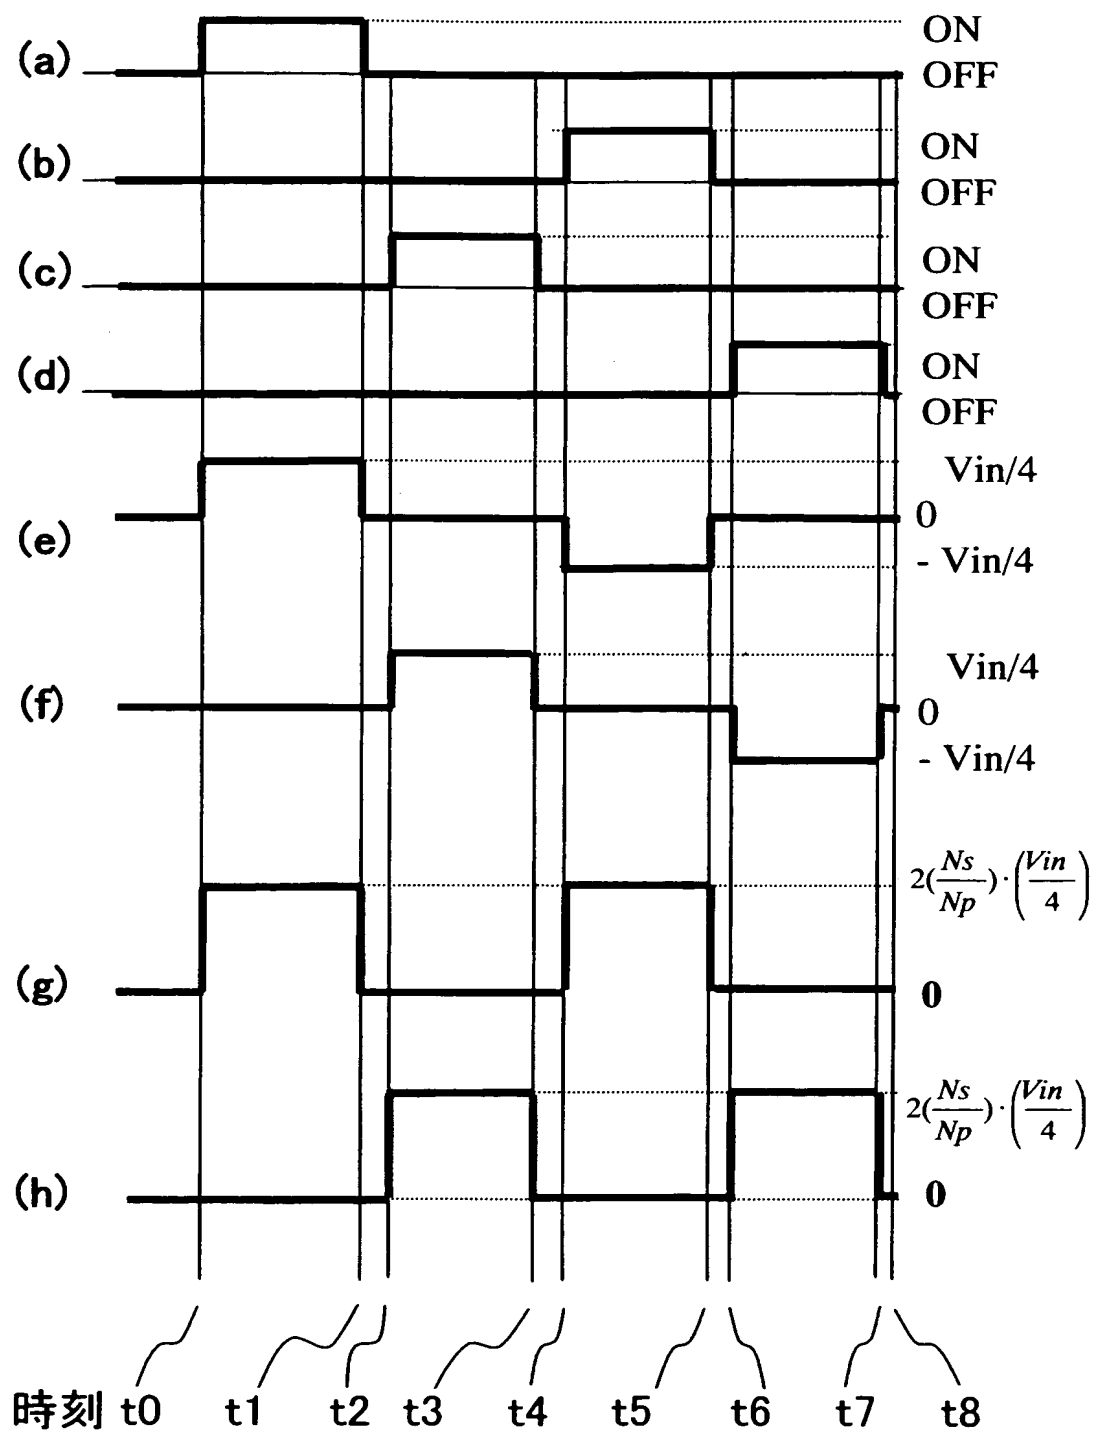 (a)
ON
OFF
(b)
ON
OFF
(c)
ON
OFF
(d)
ON
OFF
(e)
Vin/4
0
- Vin/4
(f)
Vin/4
0
- Vin/4
(g)
2(Ns/Np)·(Vin/4)
0
(h)
2(Ns/Np)·(Vin/4)
0
時刻 t0 t1 t2 t3 t4 t5 t6 t7 t8